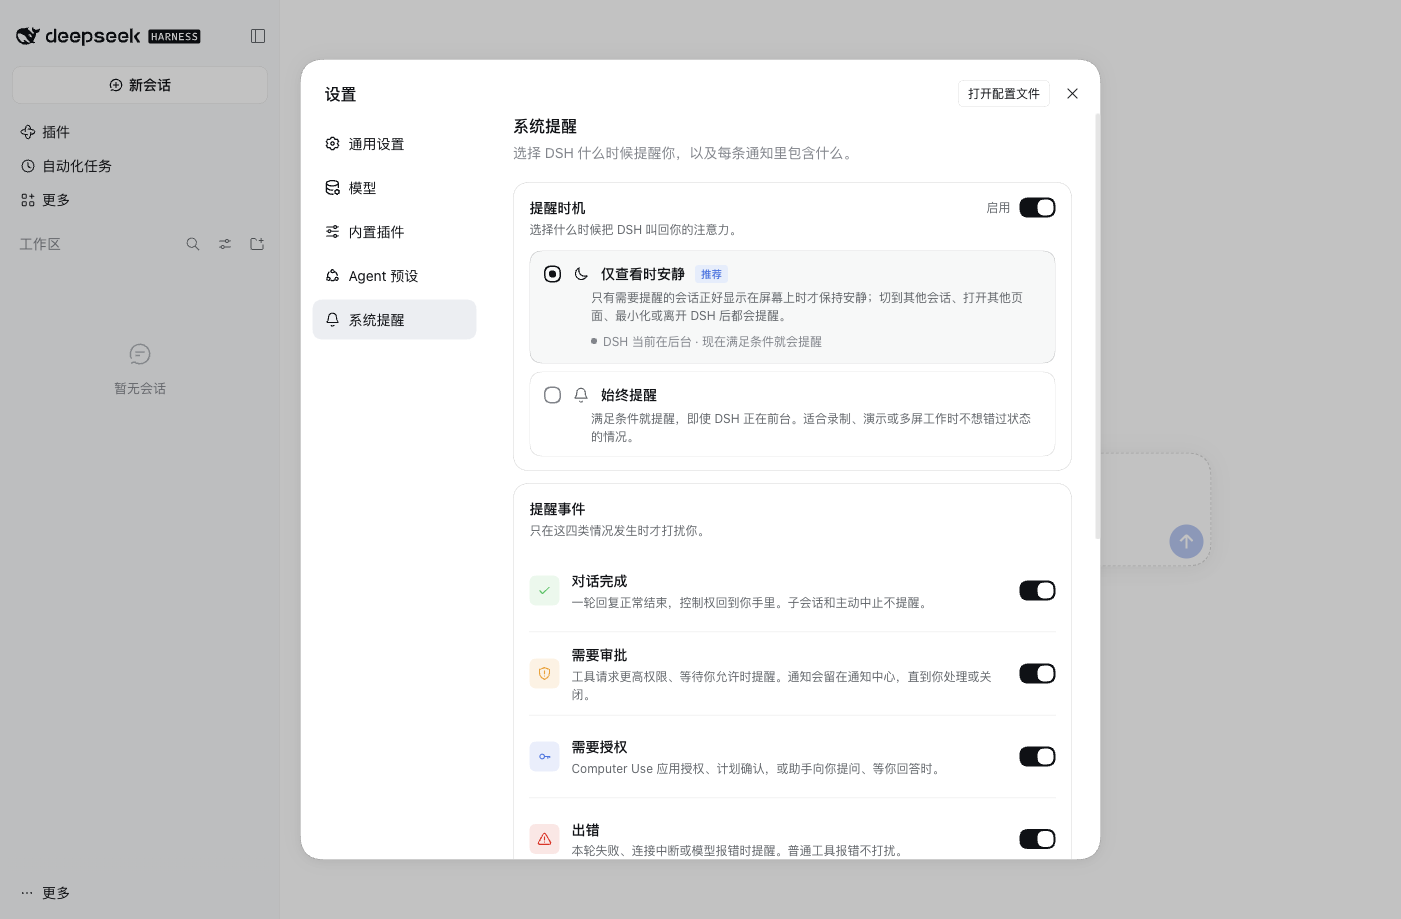 deepseek HARNESS
新会话
插件
自动化任务
更多
工作区
暂无会话
更多
设置
打开配置文件
通用设置
模型
内置插件
Agent 预设
系统提醒
系统提醒
选择 DSH 什么时候提醒你，以及每条通知里包含什么。
提醒时机
启用
选择什么时候把 DSH 叫回你的注意力。
仅查看时安静 推荐
只有需要提醒的会话正好显示在屏幕上时才保持安静；切到其他会话、打开其他页
面、最小化或离开 DSH 后都会提醒。
DSH 当前在后台 · 现在满足条件就会提醒
始终提醒
满足条件就提醒，即使 DSH 正在前台。适合录制、演示或多屏工作时不想错过状态
的情况。
提醒事件
只在这四类情况发生时才打扰你。
对话完成
一轮回复正常结束，控制权回到你手里。子会话和主动中止不提醒。
需要审批
工具请求更高权限、等待你允许时提醒。通知会留在通知中心，直到你处理或关
闭。
需要授权
Computer Use 应用授权、计划确认，或助手向你提问、等你回答时。
出错
本轮失败、连接中断或模型报错时提醒。普通工具报错不打扰。